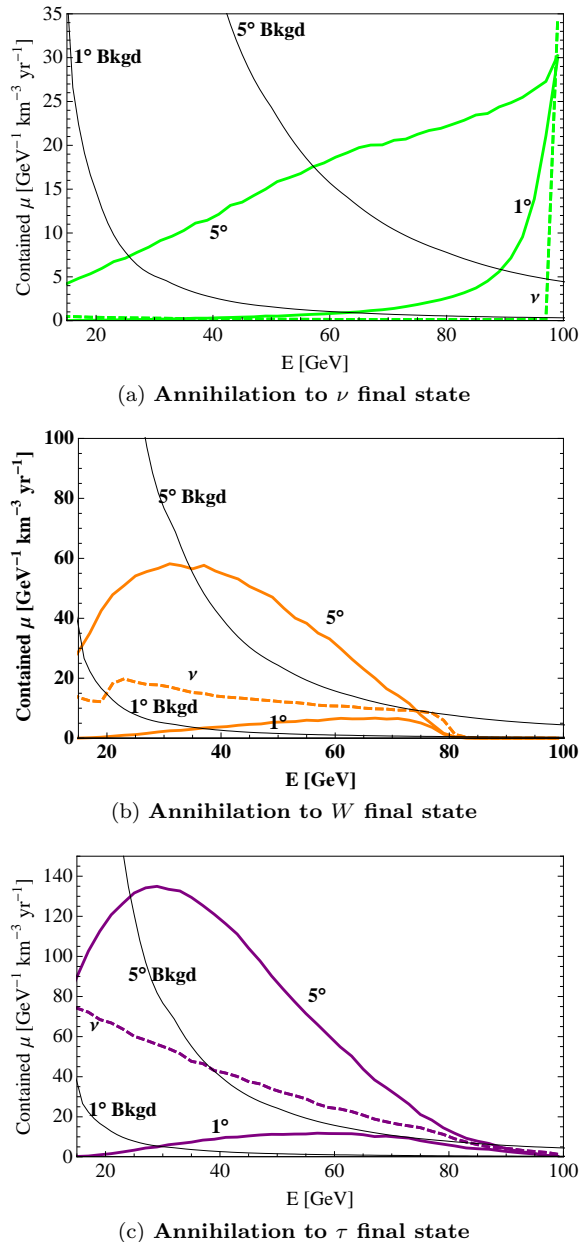 35
30
25
20
15
10
5
0
Contained μ [GeV⁻¹ km⁻³ yr⁻¹]
1° Bkgd
5° Bkgd
5°
1°
ν
20 40 60 80 100
E [GeV]
(a) Annihilation to ν final state
100
80
60
40
20
0
Contained μ [GeV⁻¹ km⁻³ yr⁻¹]
5° Bkgd
5°
ν
1° Bkgd
1°
20 40 60 80 100
E [GeV]
(b) Annihilation to W final state
140
120
100
80
60
40
20
0
Contained μ [GeV⁻¹ km⁻³ yr⁻¹]
5° Bkgd
5°
ν
1° Bkgd
1°
20 40 60 80 100
E [GeV]
(c) Annihilation to τ final state